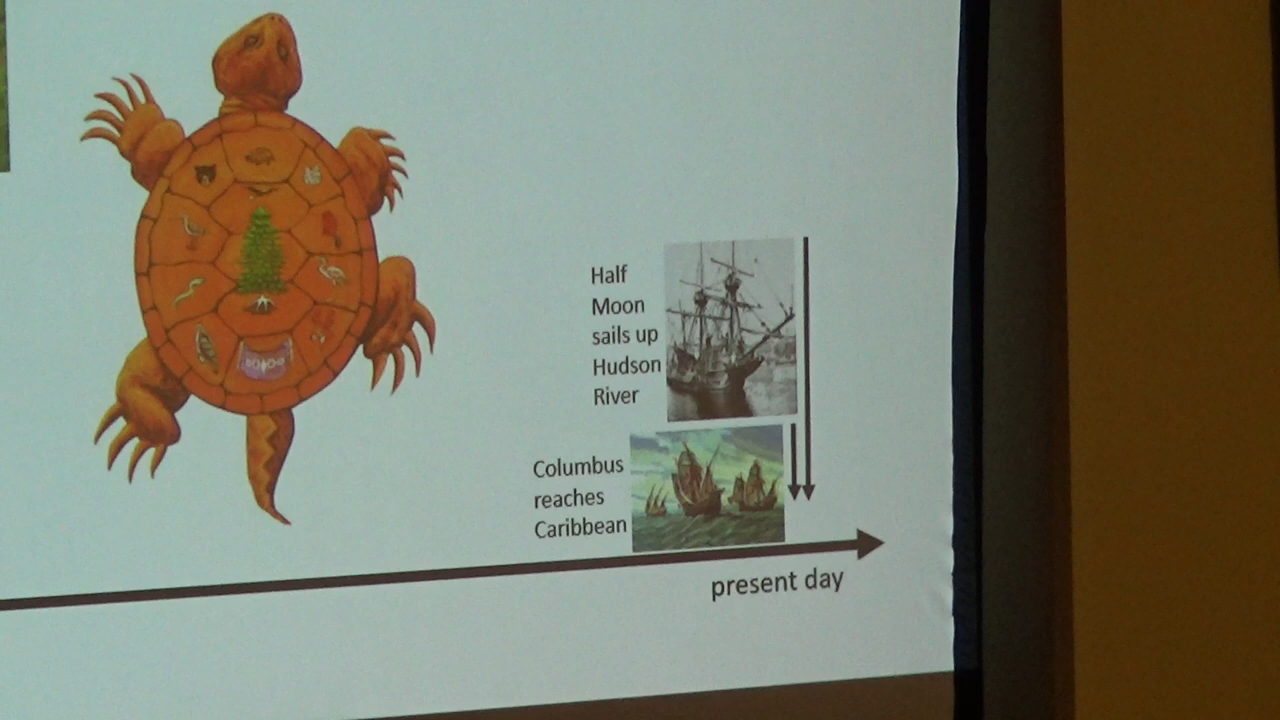 Half
Moon
sails up
Hudson
River
Columbus
reaches
Caribbean
present day